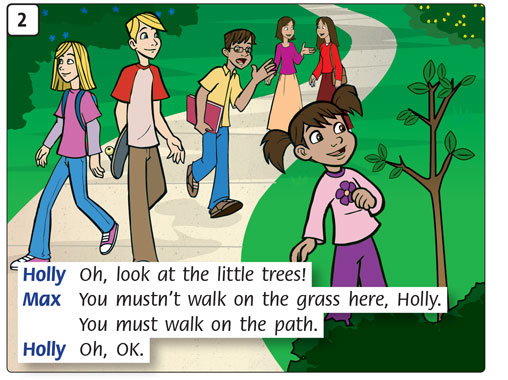 2
Holly Oh, look at the little trees!
Max You mustn't walk on the grass here, Holly.
You must walk on the path.
Holly Oh, OK.